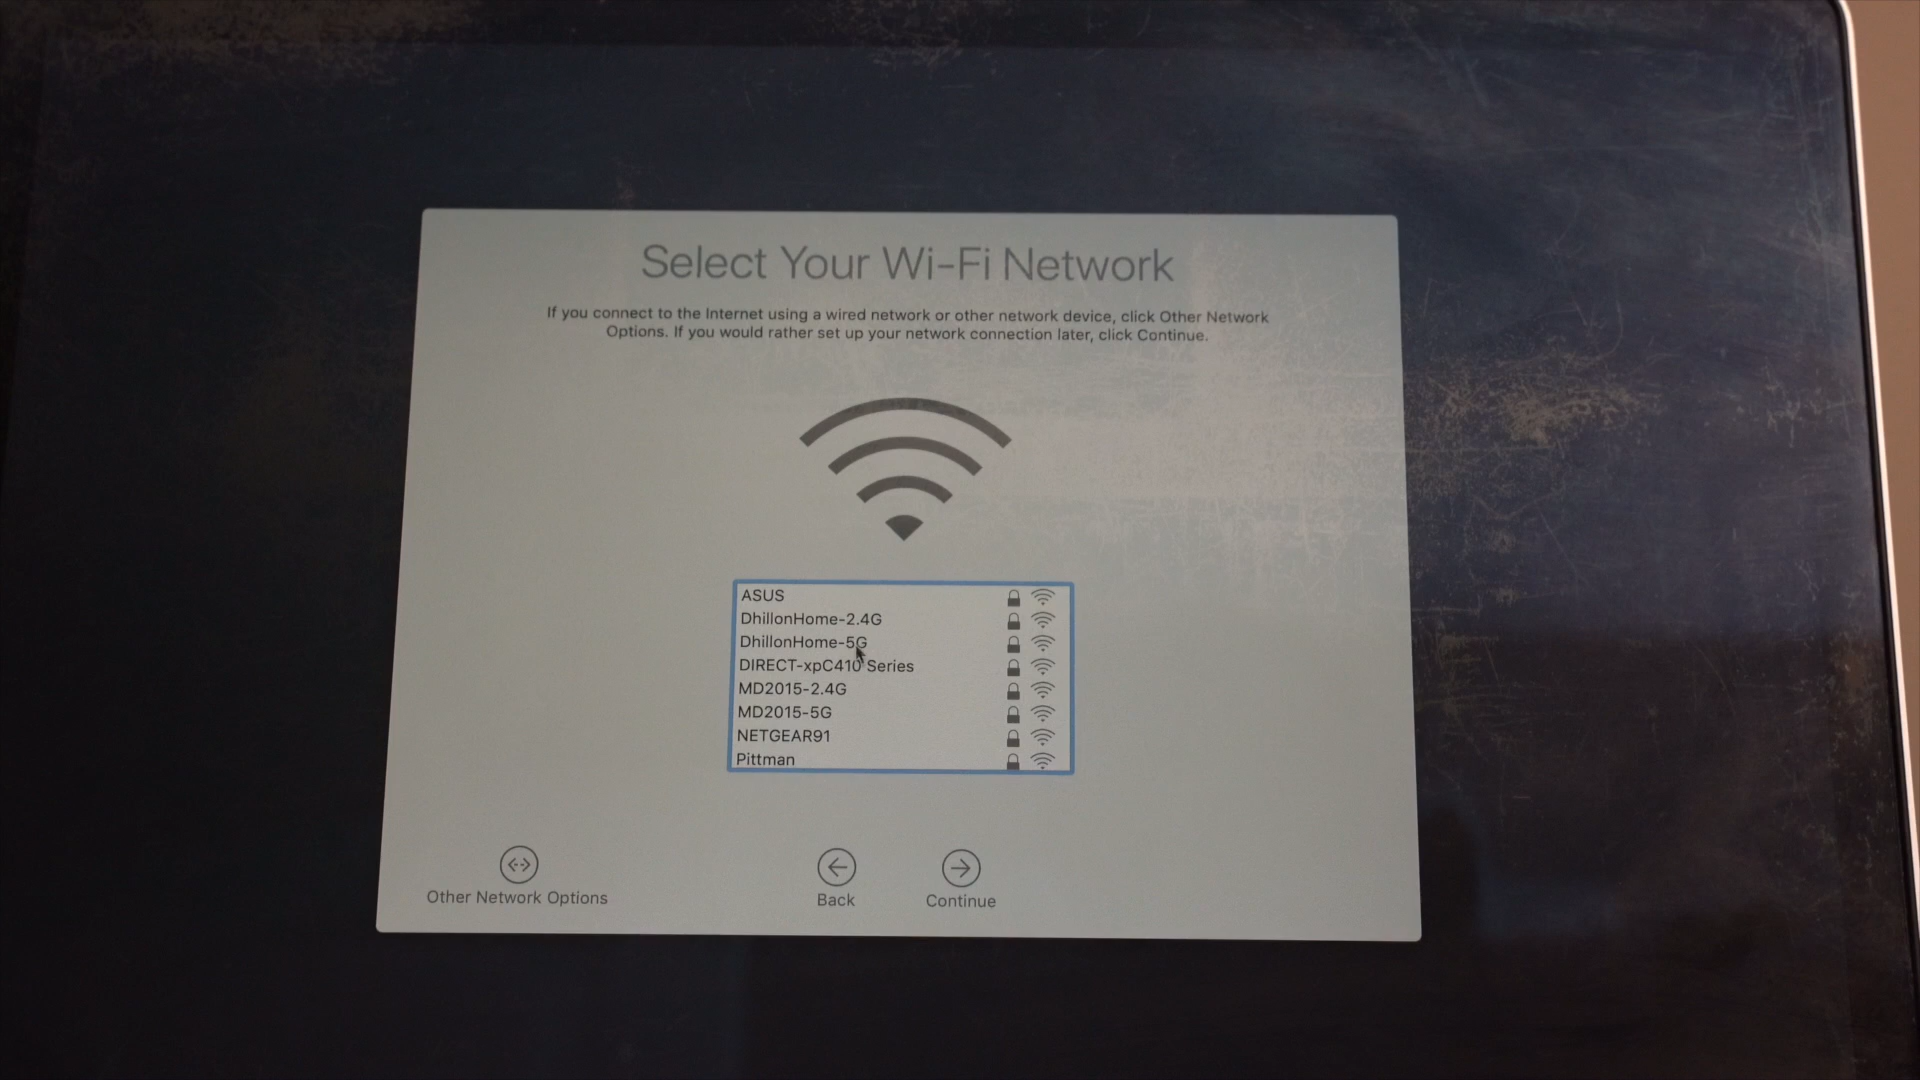 Select Your Wi-Fi Network
If you connect to the Internet using a wired network or other network device, click Other Network
Options. If you would rather set up your network connection later, click Continue.
ASUS
DhillonHome-2.4G
DhillonHome-5G
DIRECT-xpC410 Series
MD2015-2.4G
MD2015-5G
NETGEAR91
Pittman
Other Network Options
Back
Continue